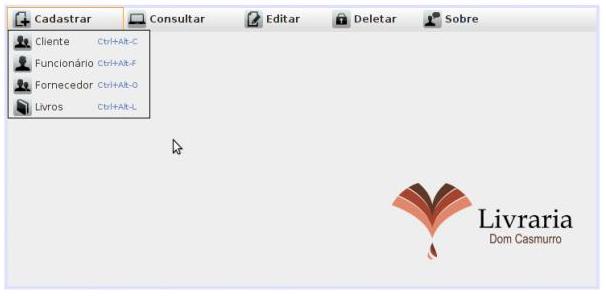 Cadastrar Consultar Editar Deletar Sobre
Cliente Ctrl+Alt-C
Funcionário Ctrl+Alt-F
Fornecedor Ctrl+Alt-O
Livros Ctrl+Alt-L
Livraria
Dom Casmurro